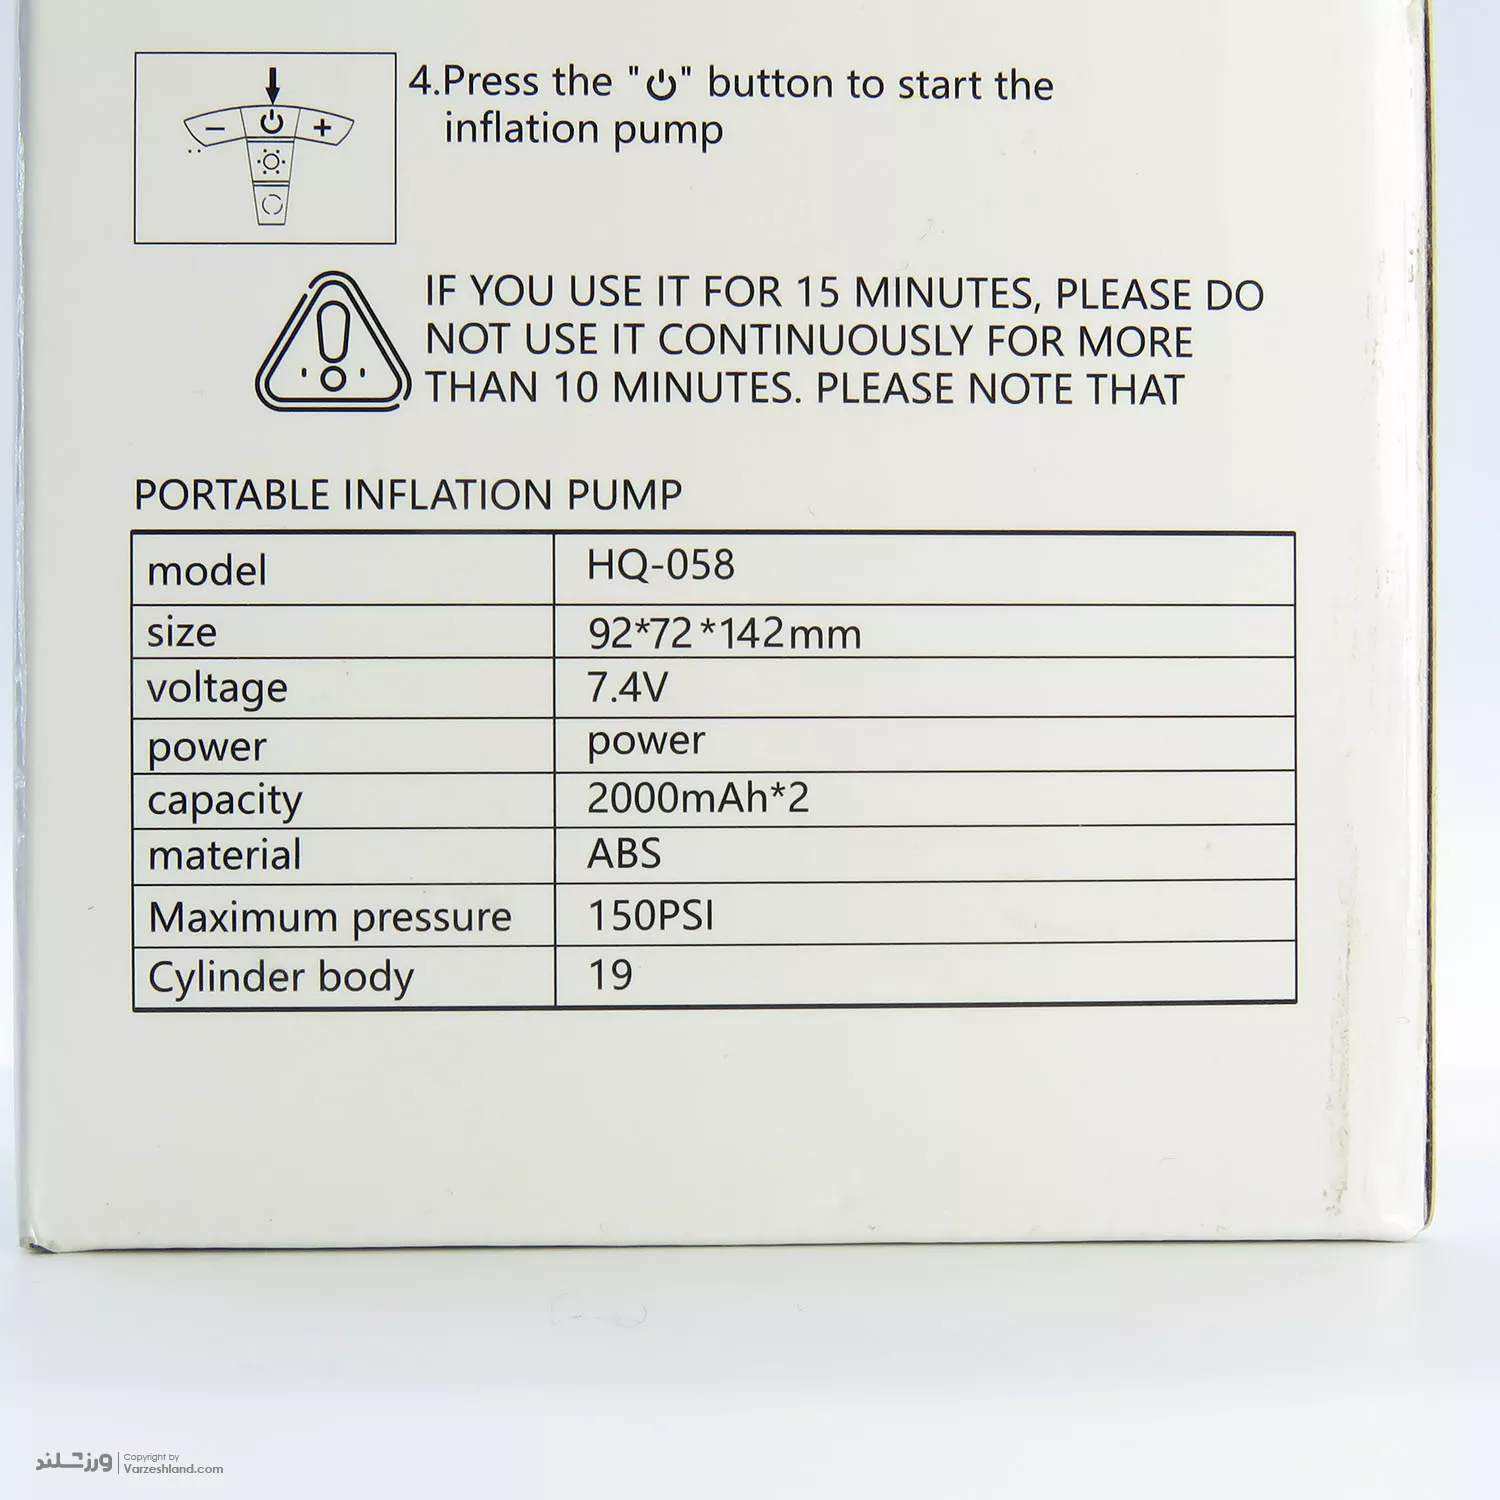 4.Press the "⏻" button to start the
inflation pump
IF YOU USE IT FOR 15 MINUTES, PLEASE DO
NOT USE IT CONTINUOUSLY FOR MORE
THAN 10 MINUTES. PLEASE NOTE THAT
PORTABLE INFLATION PUMP
model HQ-058
size 92*72*142mm
voltage 7.4V
power power
capacity 2000mAh*2
material ABS
Maximum pressure 150PSI
Cylinder body 19
ورزشلند
Copyright by
Varzeshland.com